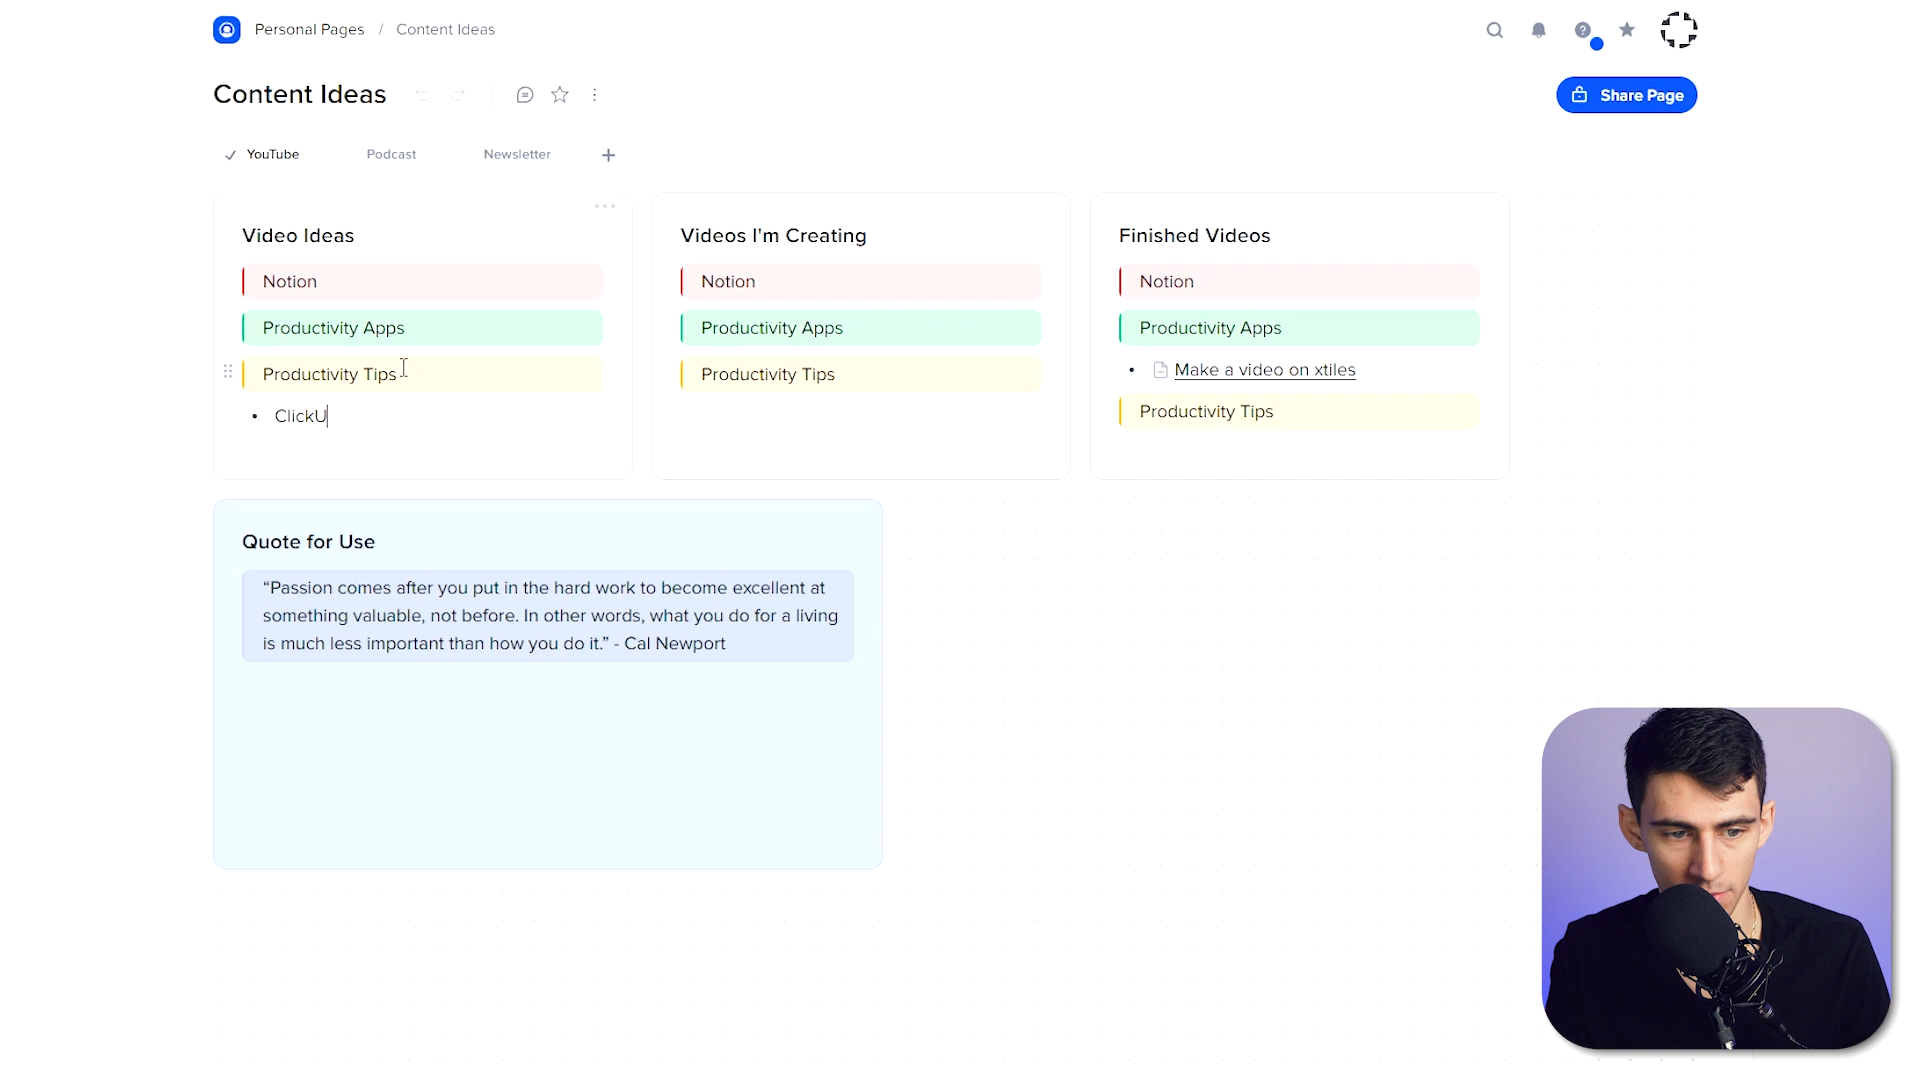 Personal Pages / Content Ideas
Content Ideas
Share Page
YouTube
Podcast
Newsletter
Video Ideas
Notion
Productivity Apps
Productivity Tips
• ClickU
Videos I'm Creating
Notion
Productivity Apps
Productivity Tips
Finished Videos
Notion
Productivity Apps
• Make a video on xtiles
Productivity Tips
Quote for Use
“Passion comes after you put in the hard work to become excellent at
something valuable, not before. In other words, what you do for a living
is much less important than how you do it.” - Cal Newport